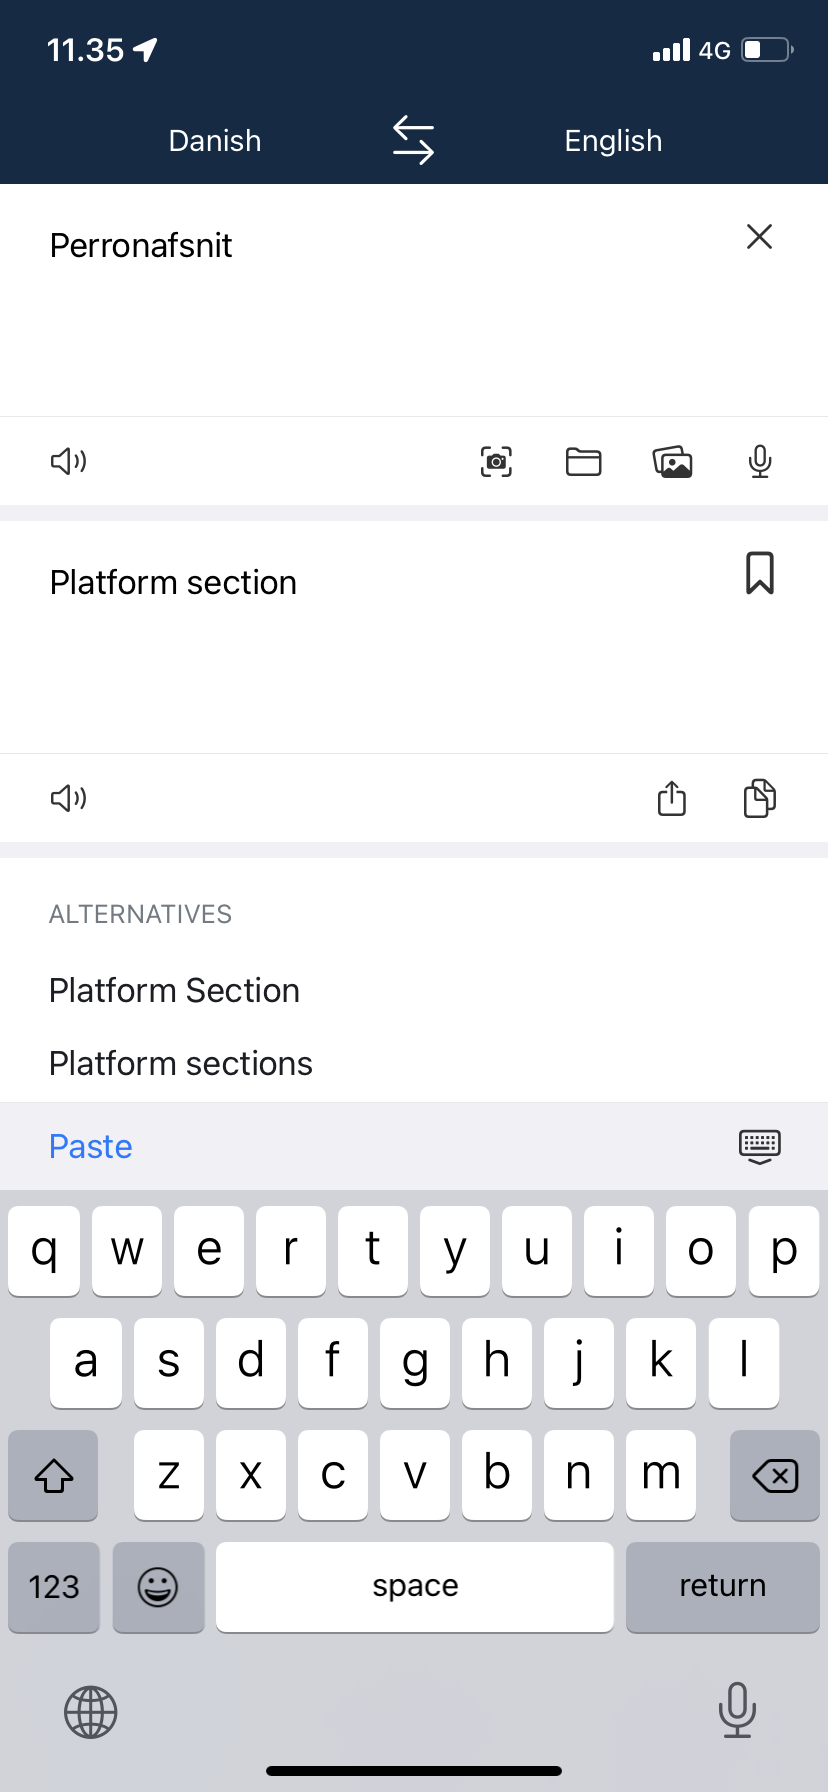 11.35
4G
Danish
English
Perronafsnit
Platform section
ALTERNATIVES
Platform Section
Platform sections
Paste
q w e r t y u i o p
a s d f g h j k l
z x c v b n m
123 space return